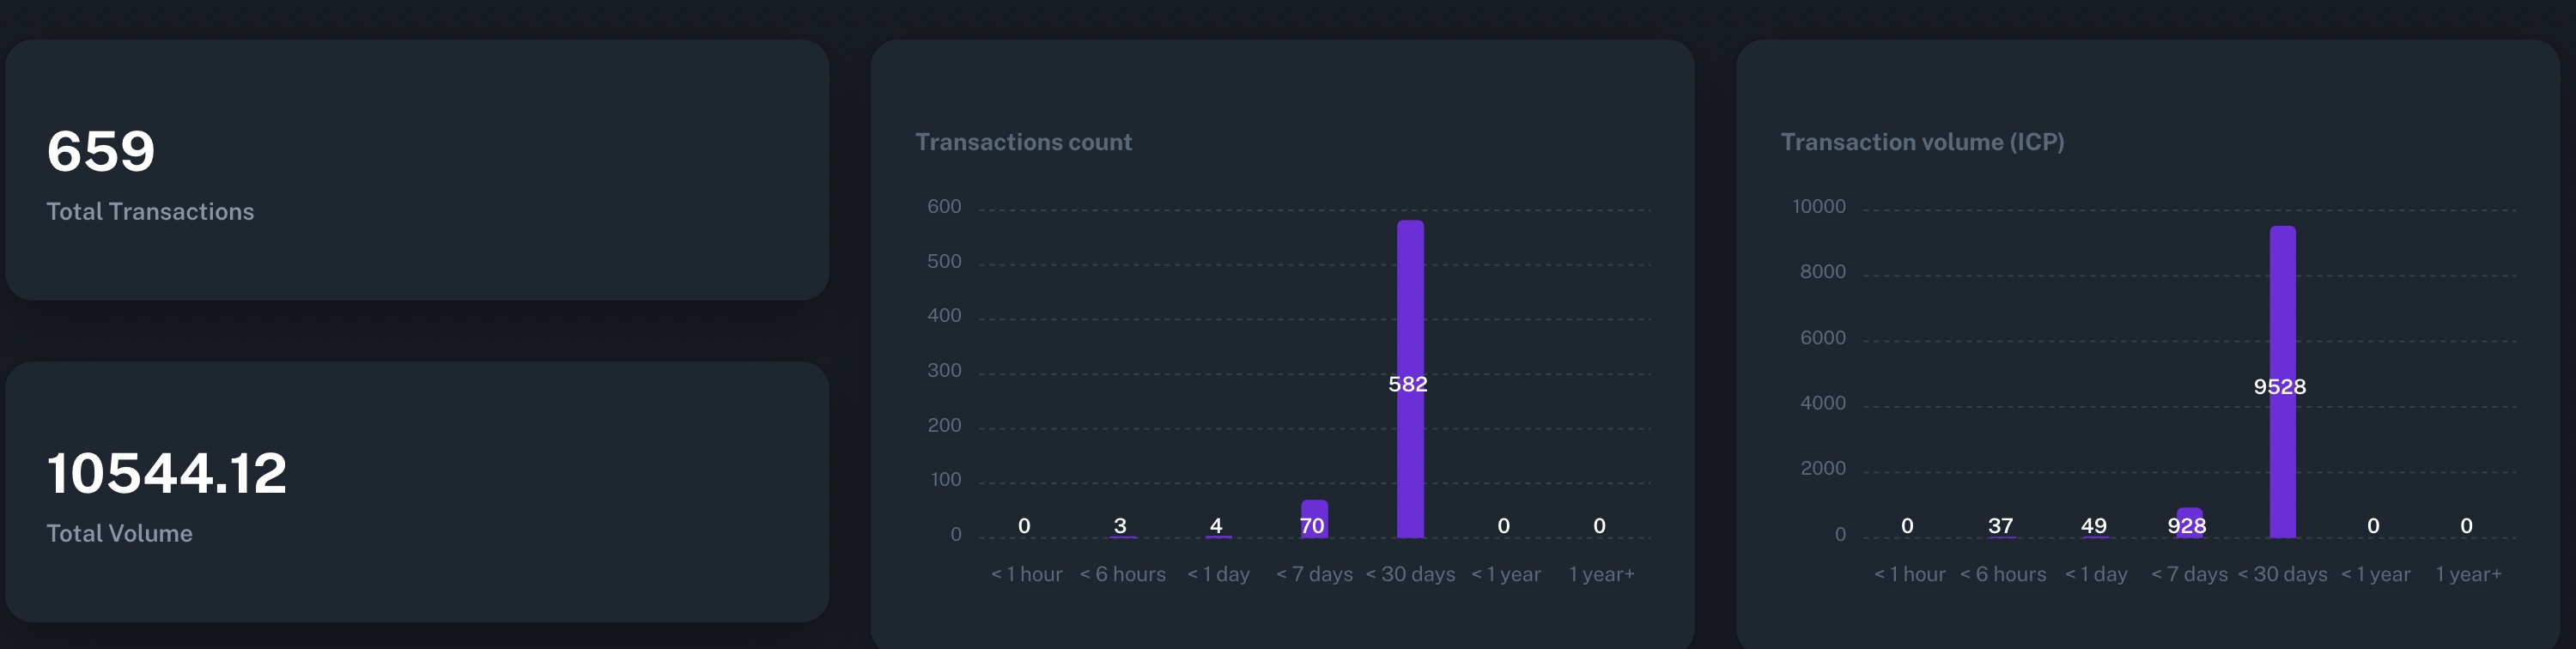 659
Total Transactions
10544.12
Total Volume
Transactions count
600
500
400
300
200
100
0
0 3 4 70 582 0 0
< 1 hour < 6 hours < 1 day < 7 days < 30 days < 1 year 1 year+
Transaction volume (ICP)
10000
8000
6000
4000
2000
0
0 37 49 928 9528 0 0
< 1 hour < 6 hours < 1 day < 7 days < 30 days < 1 year 1 year+